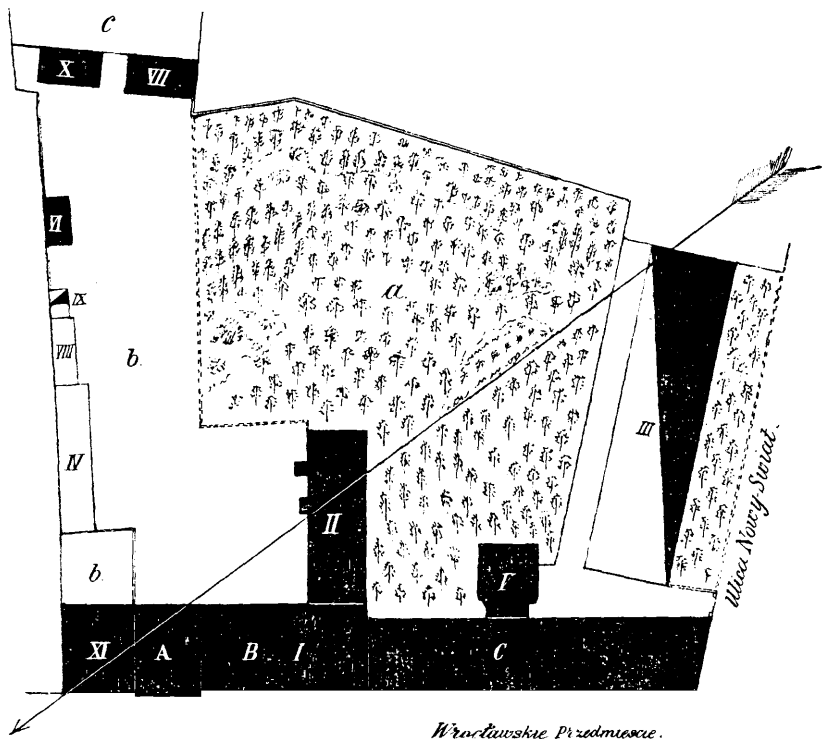 C
X VII
VI
a.
IX
b.
VIII
III
IV
II
Ulica Nowy-Świat.
b.
F
XI A B I C
Wrocławskie Przedmieście.